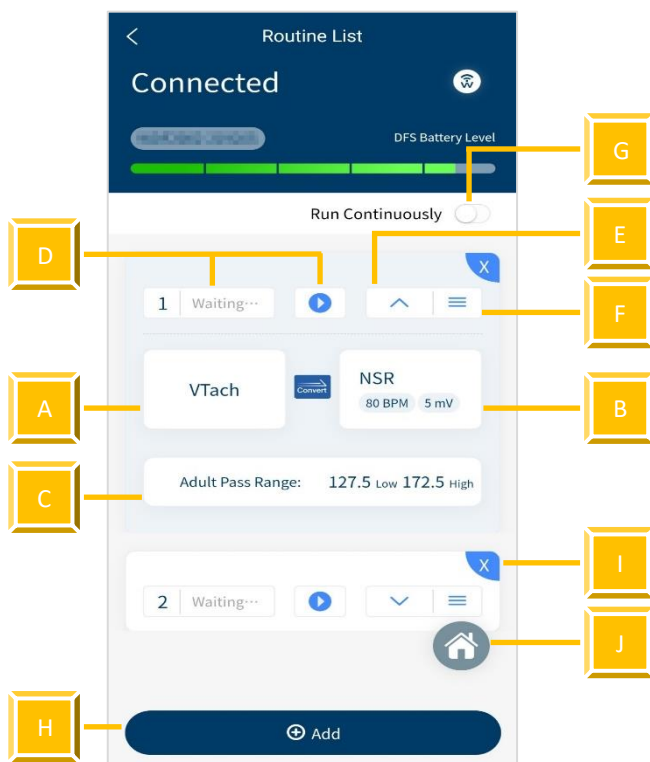 Routine List
Connected
DFS Battery Level
G
Run Continuously
E
D
X
1 Waiting...
F
VTach
Convert
NSR
80 BPM 5 mV
A
B
Adult Pass Range: 127.5 Low 172.5 High
C
X
I
2 Waiting...
J
H
Add